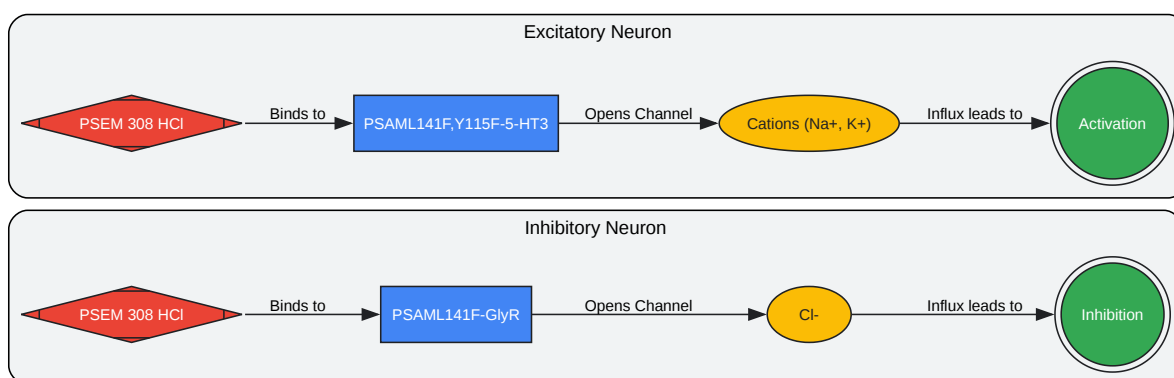 Excitatory Neuron
PSEM 308 HCl
Binds to
PSAML141F,Y115F-5-HT3
Opens Channel
Cations (Na+, K+)
Influx leads to
Activation
Inhibitory Neuron
PSEM 308 HCl
Binds to
PSAML141F-GlyR
Opens Channel
Cl-
Influx leads to
Inhibition